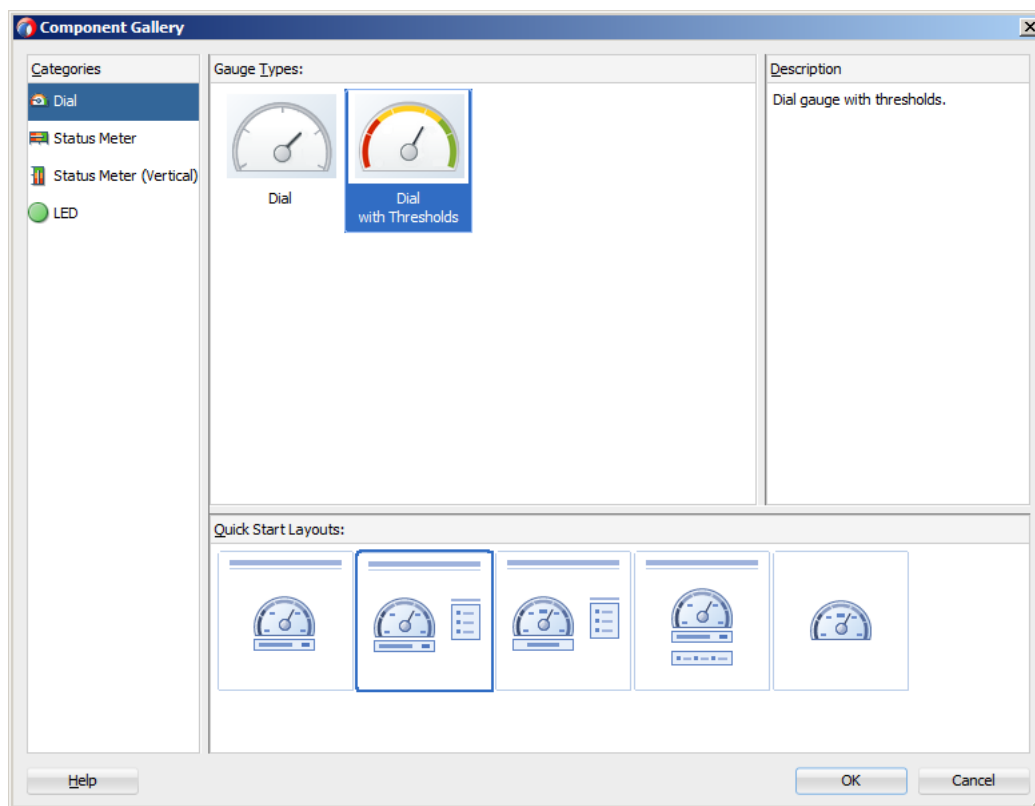 Component Gallery
Categories
Dial
Status Meter
Status Meter (Vertical)
LED
Gauge Types:
Dial
Dial
with Thresholds
Description
Dial gauge with thresholds.
Quick Start Layouts:
Help
OK
Cancel